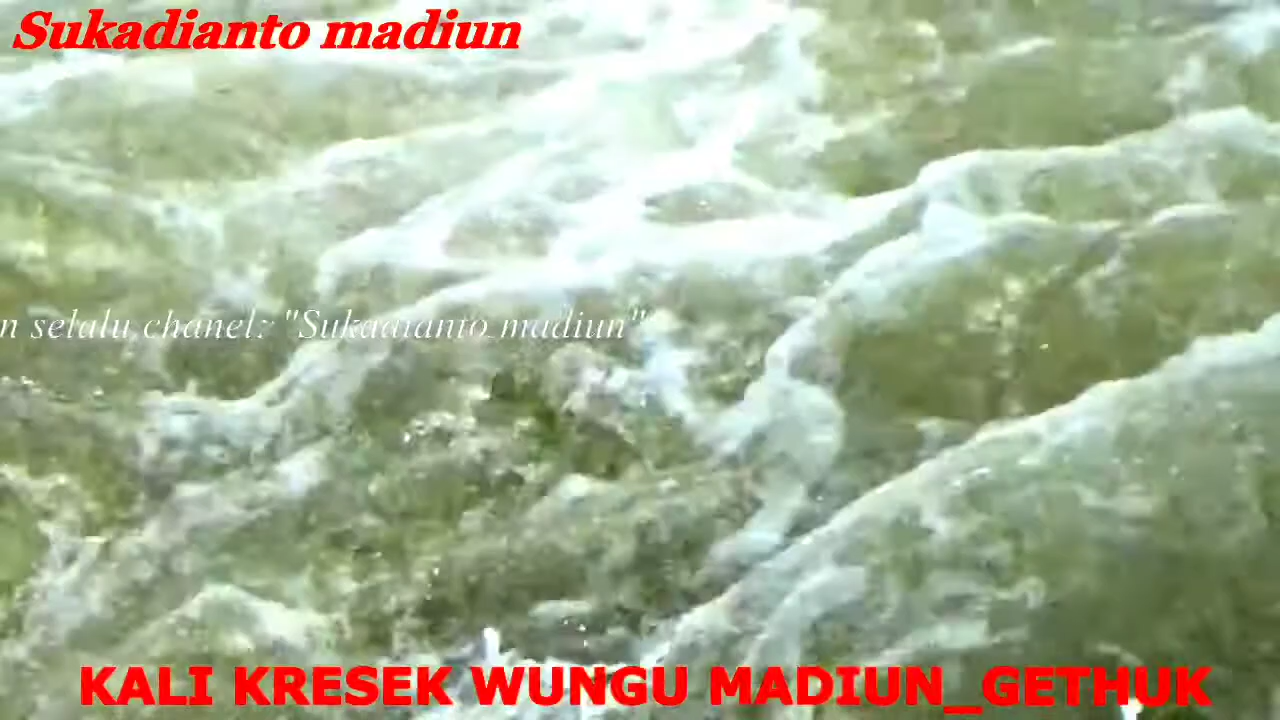 Sukadianto madiun
n selalu chanel: "Sukadianto madiun"
KALI KRESEK WUNGU MADIUN_GETHUK